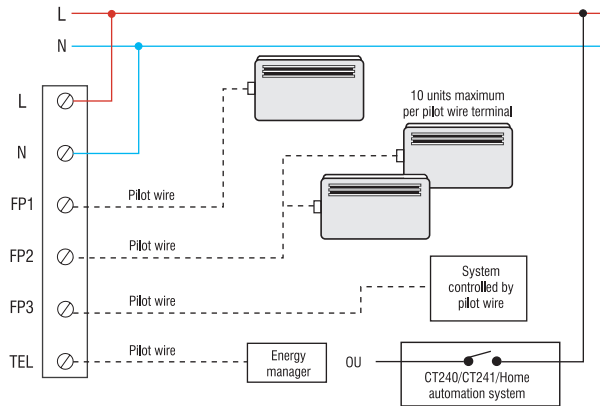 L
N
L
N
FP1
FP2
FP3
TEL
Pilot wire
Pilot wire
Pilot wire
Pilot wire
10 units maximum
per pilot wire terminal
System
controlled by
pilot wire
Energy
manager
OU
CT240/CT241/Home
automation system